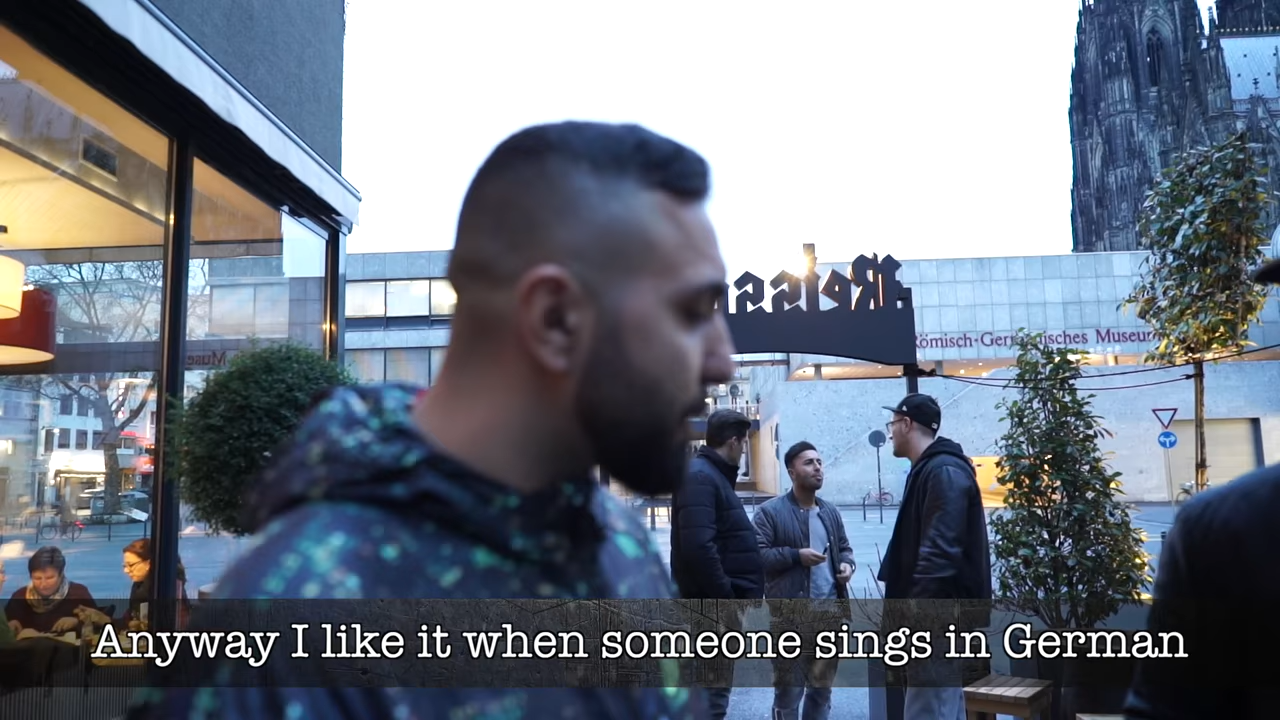 Römisch-Germanisches Museum
Anyway I like it when someone sings in German